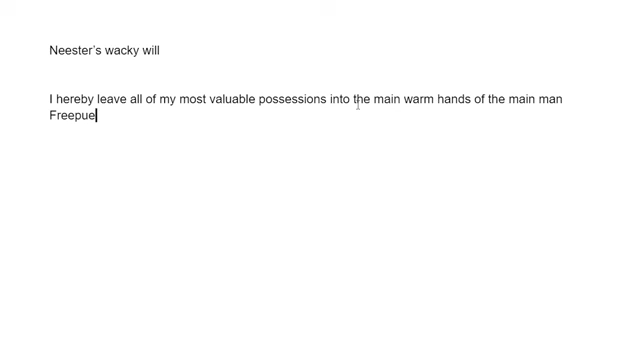 Neester's wacky will
I hereby leave all of my most valuable possessions into the main warm hands of the main man
Freepue